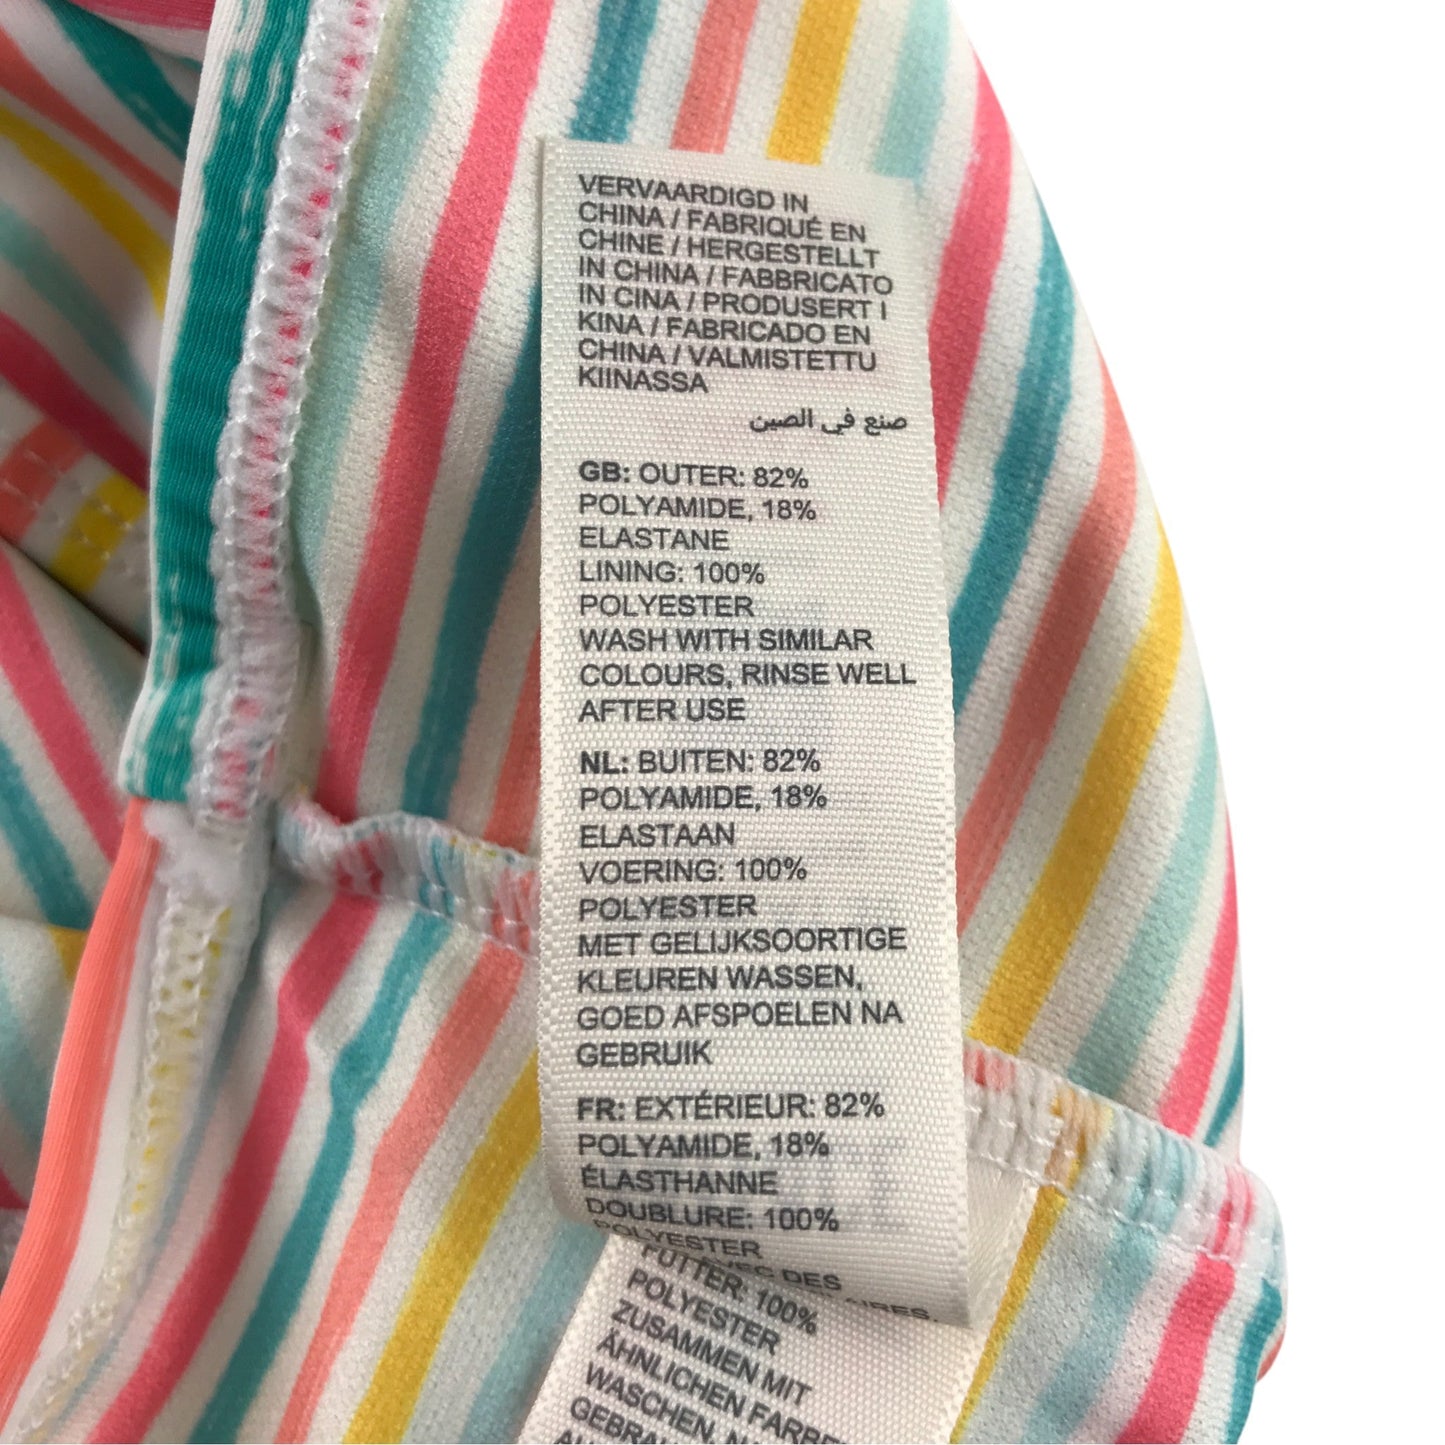 VERVAARDIGD IN
CHINA / FABRIQUÉ EN
CHINE / HERGESTELLT
IN CHINA / FABBRICATO
IN CINA / PRODUSERT I
KINA / FABRICADO EN
CHINA / VALMISTETTU
KIINASSA
صنع في الصين
GB: OUTER: 82%
POLYAMIDE, 18%
ELASTANE
LINING: 100%
POLYESTER
WASH WITH SIMILAR
COLOURS, RINSE WELL
AFTER USE
NL: BUITEN: 82%
POLYAMIDE, 18%
ELASTAAN
VOERING: 100%
POLYESTER
MET GELIJKSOORTIGE
KLEUREN WASSEN,
GOED AFSPOELEN NA
GEBRUIK
FR: EXTÉRIEUR: 82%
POLYAMIDE, 18%
ÉLASTHANNE
DOUBLURE: 100%
POLYESTER
AVEC DES
FUTTER: 100%
POLYESTER
ZUSAMMEN MIT
ÄHNLICHEN FARBEN
WASCHEN,